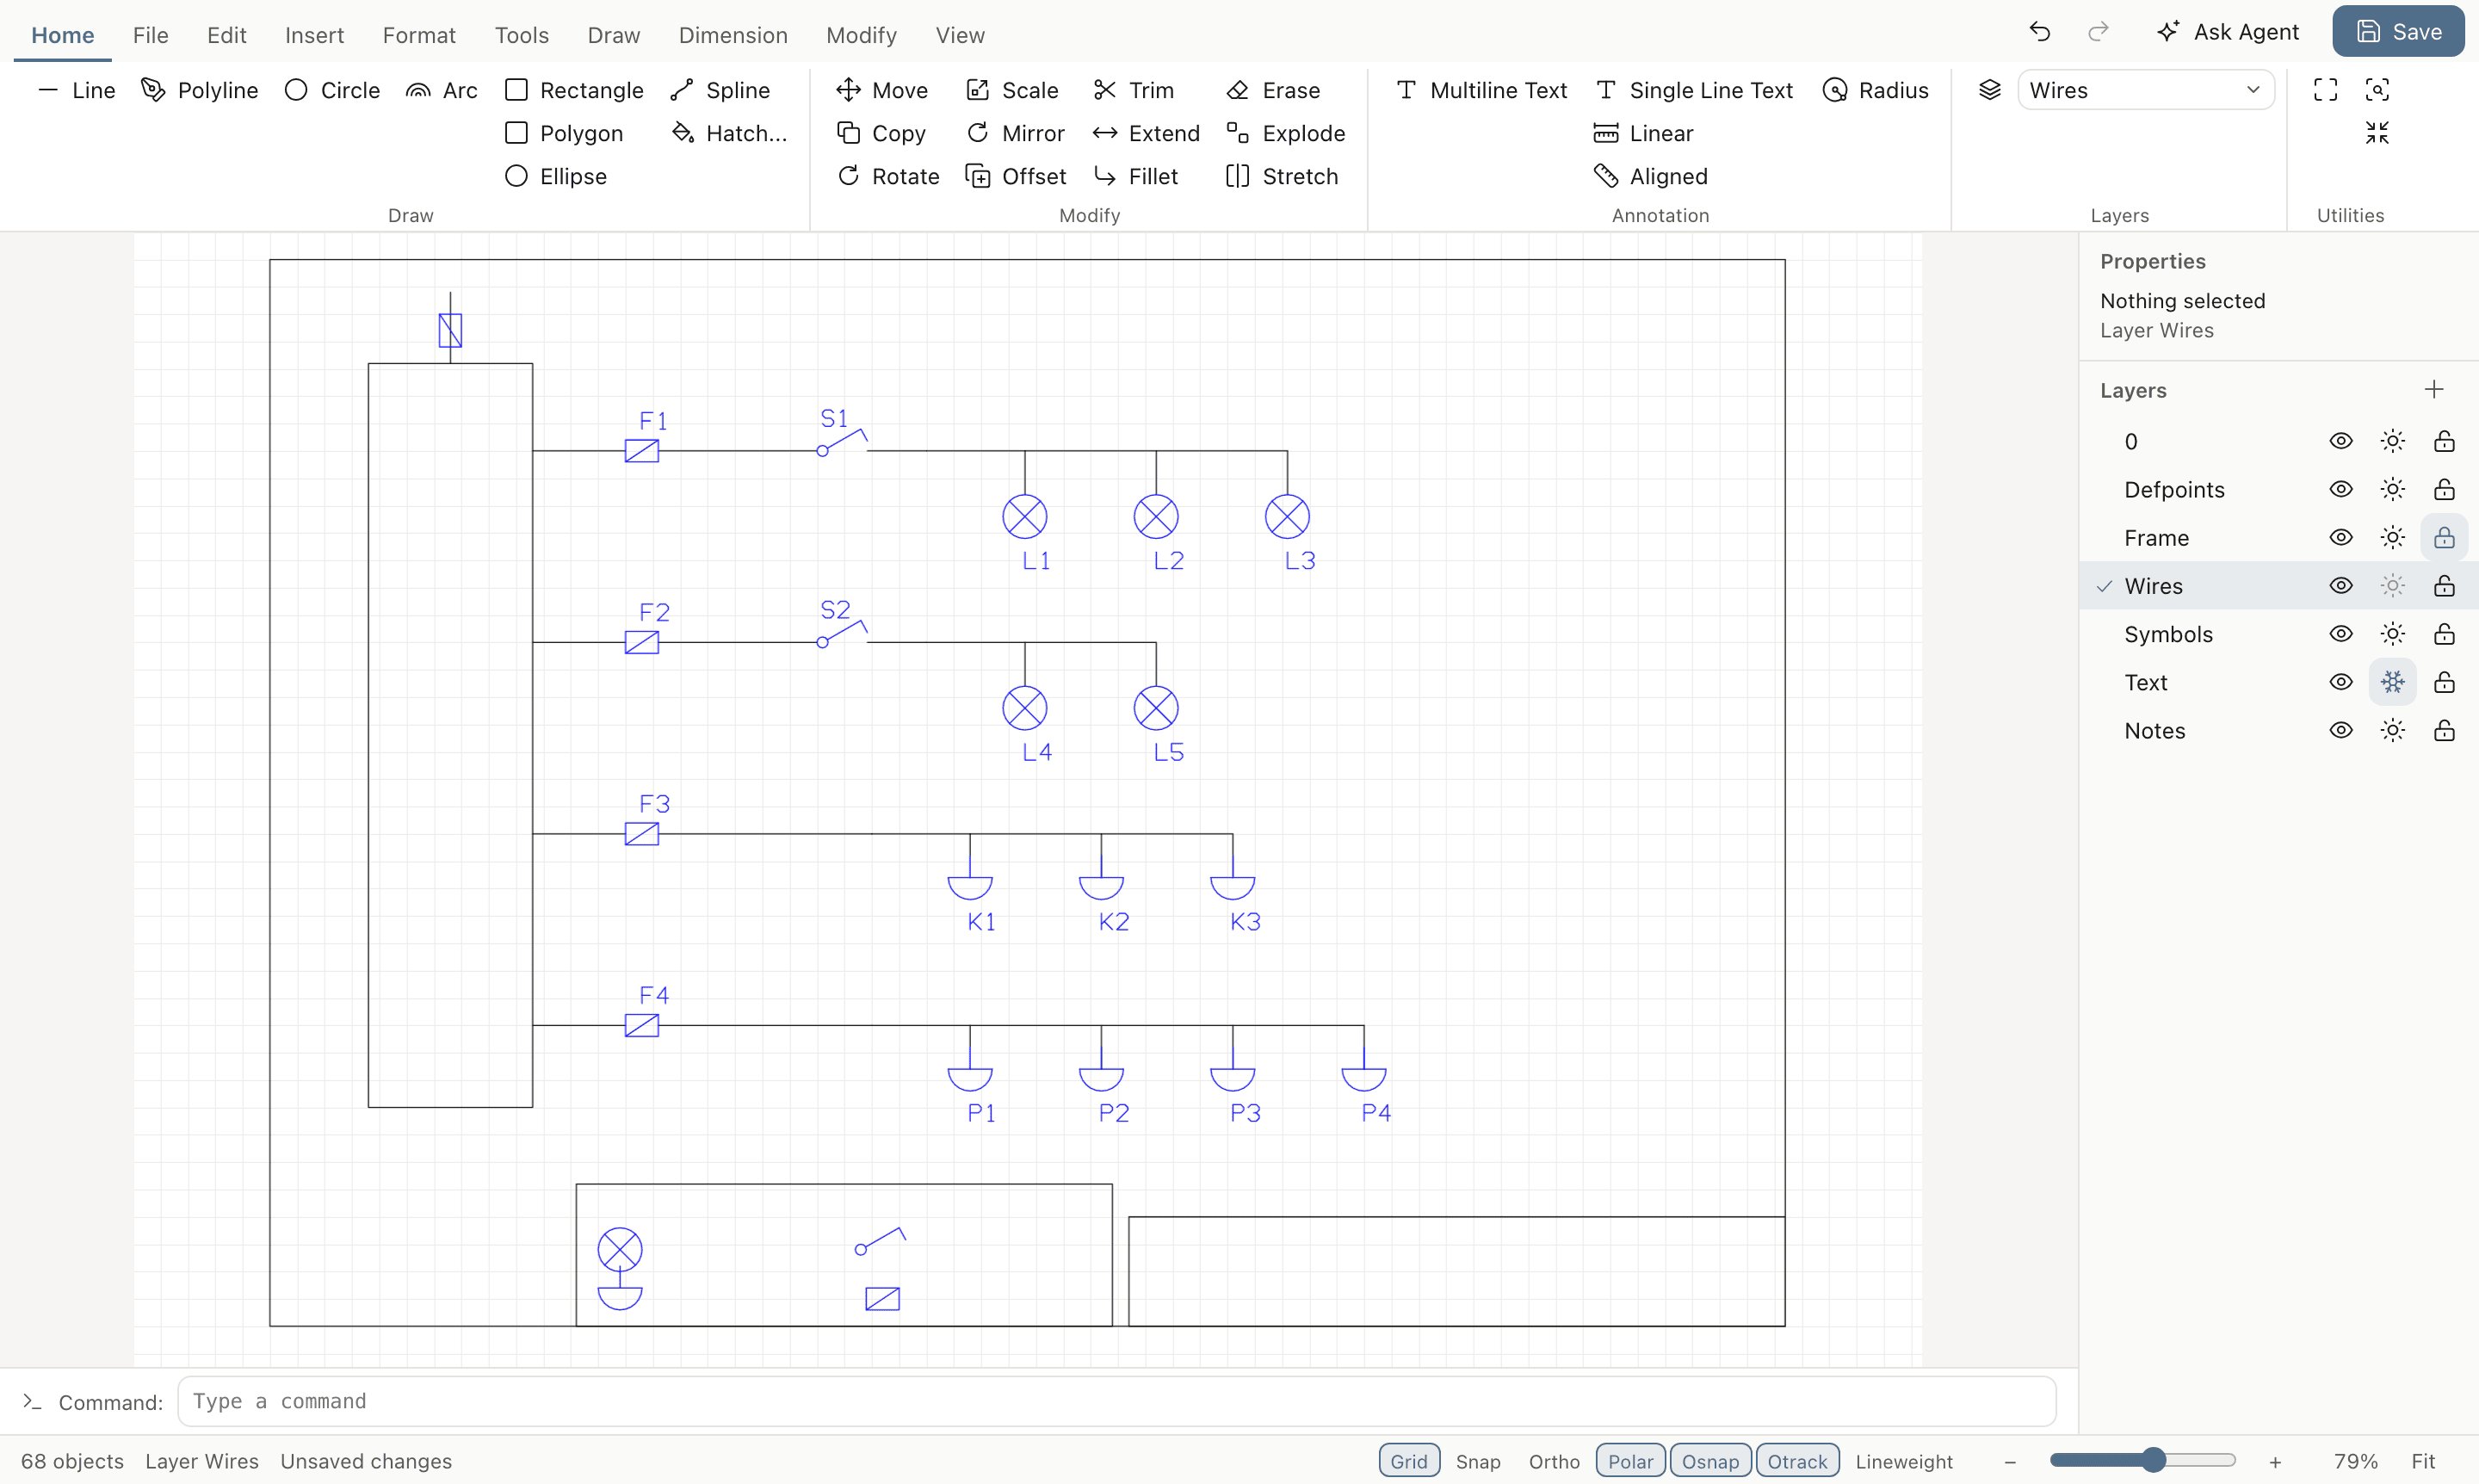 Home File Edit Insert Format Tools Draw Dimension Modify View Ask Agent Save
Line Polyline Circle Arc Rectangle Spline Move Scale Trim Erase Multiline Text Single Line Text Radius Wires
Polygon Hatch... Copy Mirror Extend Explode Linear
Ellipse Rotate Offset Fillet Stretch Aligned
Draw Modify Annotation Layers Utilities
Properties
Nothing selected
Layer Wires
Layers
0
Defpoints
Frame
Wires
Symbols
Text
Notes
F1 S1
L1 L2 L3
F2 S2
L4 L5
F3
K1 K2 K3
F4
P1 P2 P3 P4
Command: Type a command
68 objects Layer Wires Unsaved changes Grid Snap Ortho Polar Osnap Otrack Lineweight − + 79% Fit